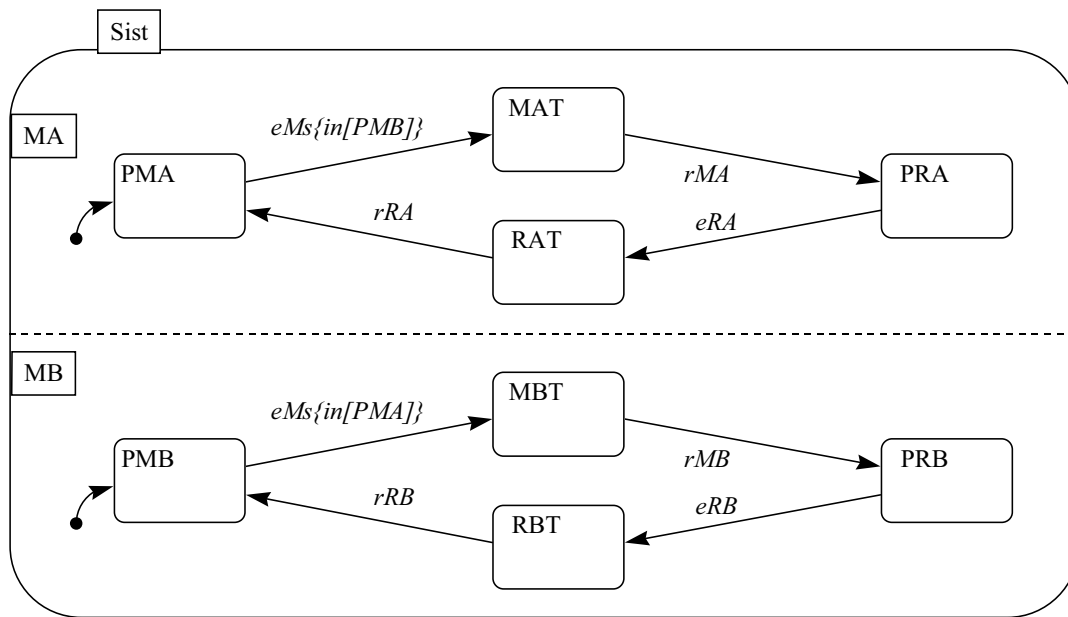 Sist
MA
PMA
eMs{in[PMB]}
MAT
rMA
PRA
rRA
RAT
eRA
MB
PMB
eMs{in[PMA]}
MBT
rMB
PRB
rRB
RBT
eRB